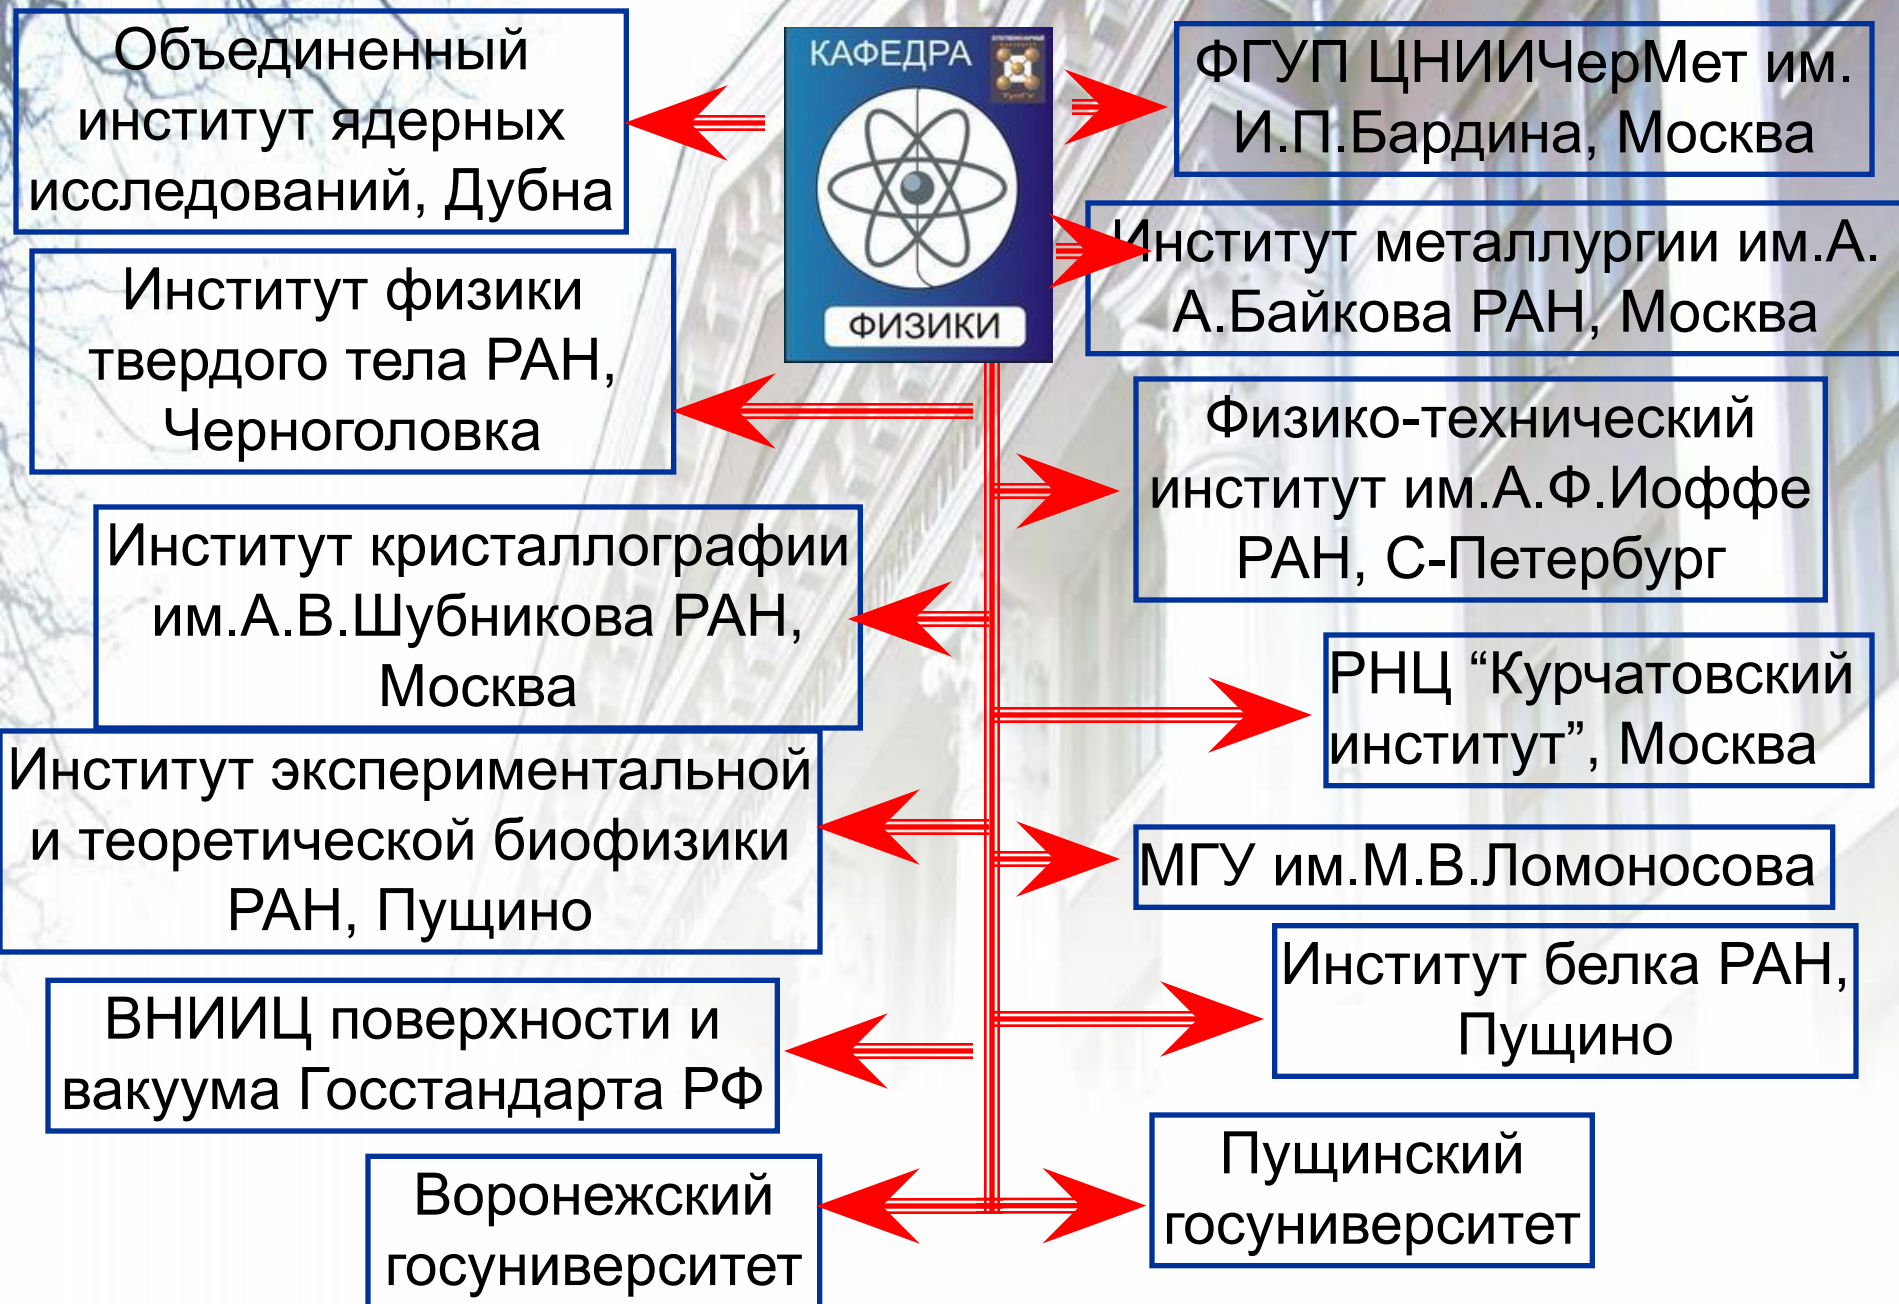 Объединенный
институт ядерных
исследований, Дубна
КАФЕДРА
ФИЗИКИ
ФГУП ЦНИИЧерМет им.
И.П.Бардина, Москва
Институт металлургии им.А.
А.Байкова РАН, Москва
Институт физики
твердого тела РАН,
Черноголовка
Физико-технический
институт им.А.Ф.Иоффе
РАН, С-Петербург
Институт кристаллографии
им.А.В.Шубникова РАН,
Москва
РНЦ “Курчатовский
институт”, Москва
Институт экспериментальной
и теоретической биофизики
РАН, Пущино
МГУ им.М.В.Ломоносова
Институт белка РАН,
Пущино
ВНИИЦ поверхности и
вакуума Госстандарта РФ
Пущинский
госуниверситет
Воронежский
госуниверситет